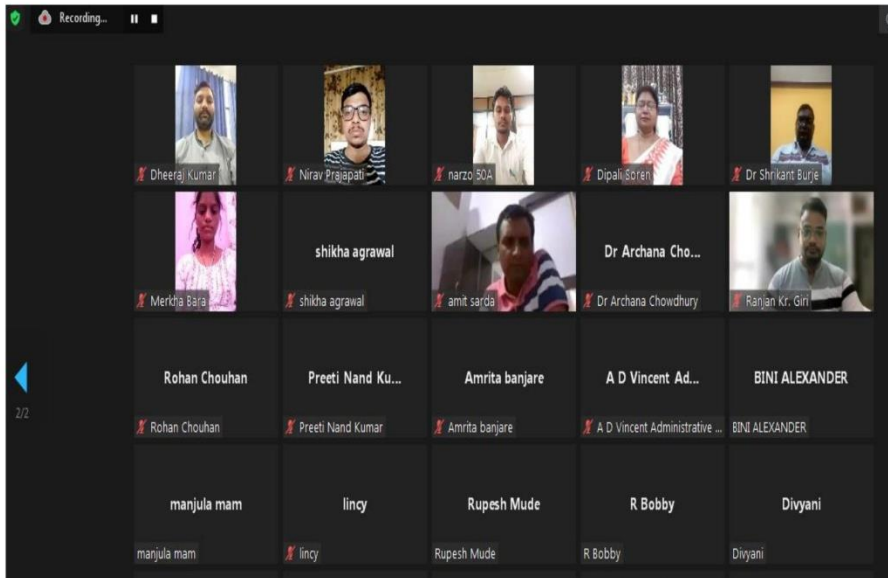 Recording...
Dheeraj Kumar
Nirav Prajapati
narzo 50A
Dipali Soren
Dr Shrikant Burje
Merkha Bara
shikha agrawal
shikha agrawal
amit sarda
Dr Archana Cho...
Dr Archana Chowdhury
Ranjan Kr. Giri
2/2
Rohan Chouhan
Rohan Chouhan
Preeti Nand Ku...
Preeti Nand Kumar
Amrita banjare
Amrita banjare
A D Vincent Ad...
A D Vincent Administrative ...
BINI ALEXANDER
BINI ALEXANDER
manjula mam
manjula mam
lincy
lincy
Rupesh Mude
Rupesh Mude
R Bobby
R Bobby
Divyani
Divyani